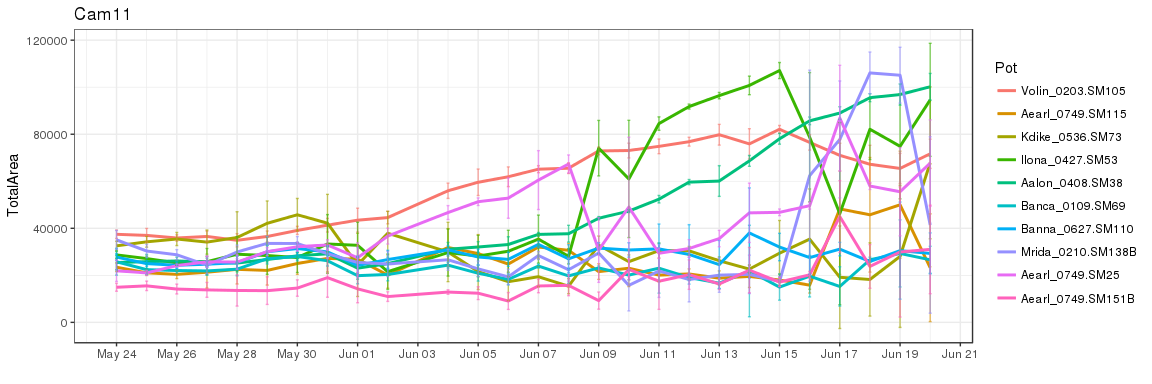 Cam11
TotalArea
120000
80000
40000
0
May 24
May 26
May 28
May 30
Jun 01
Jun 03
Jun 05
Jun 07
Jun 09
Jun 11
Jun 13
Jun 15
Jun 17
Jun 19
Jun 21
Pot
Volin_0203.SM105
Aearl_0749.SM115
Kdike_0536.SM73
Ilona_0427.SM53
Aalon_0408.SM38
Banca_0109.SM69
Banna_0627.SM110
Mrida_0210.SM138B
Aearl_0749.SM25
Aearl_0749.SM151B